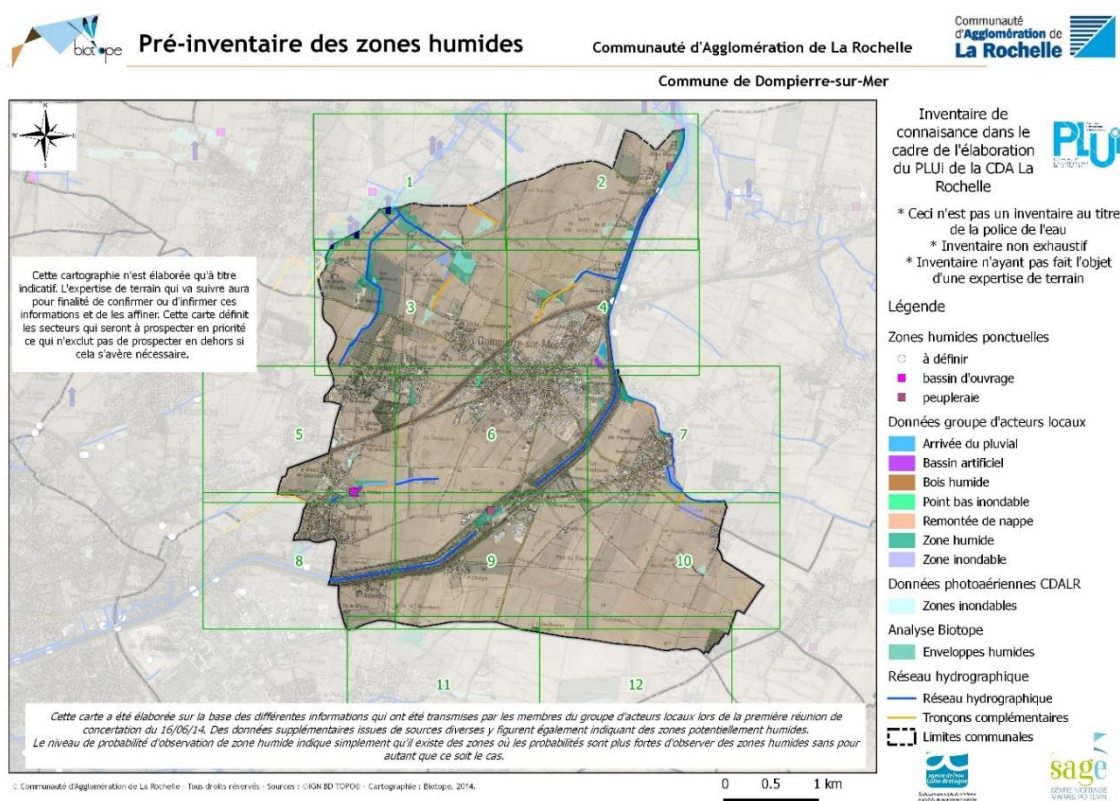 biotope
Pré-inventaire des zones humides
Communauté d'Agglomération de La Rochelle
Communauté
d'Agglomération de
La Rochelle
Commune de Dompierre-sur-Mer
Inventaire de
connaisance dans le
cadre de l'élaboration
du PLUi de la CDA La
Rochelle
PLUi
* Ceci n'est pas un inventaire au titre
de la police de l'eau
* Inventaire non exhaustif
* Inventaire n'ayant pas fait l'objet
d'une expertise de terrain
Cette cartographie n'est élaborée qu'à titre
indicatif. L'expertise de terrain qui va suivre aura
pour finalité de confirmer ou d'infirmer ces
informations et de les affiner. Cette carte définit
les secteurs qui seront à prospecter en priorité
ce qui n'exclut pas de prospecter en dehors si
cela s'avère nécessaire.
N
W
E
S
1
2
3
4
Dompierre-sur-Mer
5
6
7
8
9
10
11
12
Légende
Zones humides ponctuelles
à définir
bassin d'ouvrage
peupleraie
Données groupe d'acteurs locaux
Arrivée du pluvial
Bassin artificiel
Bois humide
Point bas inondable
Remontée de nappe
Zone humide
Zone inondable
Données photoaériennes CDALR
Zones inondables
Analyse Biotope
Enveloppes humides
Réseau hydrographique
Réseau hydrographique
Tronçons complémentaires
Limites communales
Cette carte a été élaborée sur la base des différentes informations qui ont été transmises par les membres du groupe d'acteurs locaux lors de la première réunion de
concertation du 16/06/14. Des données supplémentaires issues de sources diverses y figurent également indiquant des zones potentiellement humides.
Le niveau de probabilité d'observation de zone humide indique simplement qu'il existe des zones où les probabilités sont plus fortes d'observer des zones humides sans pour
autant que ce soit le cas.
© Communauté d'Agglomération de La Rochelle - Tous droits réservés - Sources : ©IGN BD TOPO® - Cartographie : Biotope, 2014.
0 0.5 1 km
agence de l'eau
Loire-Bretagne
sage
SÈVRE NIORTAISE
MARAIS POITEVIN